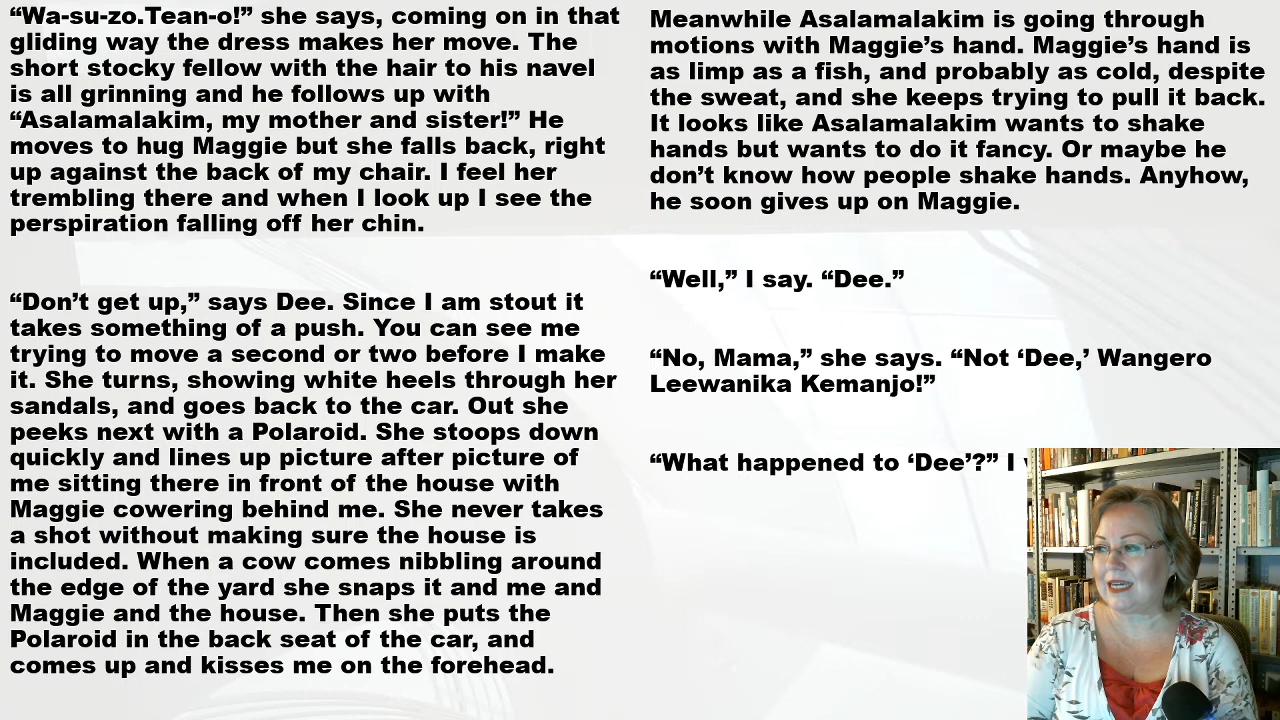 “Wa-su-zo.Tean-o!” she says, coming on in that
gliding way the dress makes her move. The
short stocky fellow with the hair to his navel
is all grinning and he follows up with
“Asalamalakim, my mother and sister!” He
moves to hug Maggie but she falls back, right
up against the back of my chair. I feel her
trembling there and when I look up I see the
perspiration falling off her chin.
“Don’t get up,” says Dee. Since I am stout it
takes something of a push. You can see me
trying to move a second or two before I make
it. She turns, showing white heels through her
sandals, and goes back to the car. Out she
peeks next with a Polaroid. She stoops down
quickly and lines up picture after picture of
me sitting there in front of the house with
Maggie cowering behind me. She never takes
a shot without making sure the house is
included. When a cow comes nibbling around
the edge of the yard she snaps it and me and
Maggie and the house. Then she puts the
Polaroid in the back seat of the car, and
comes up and kisses me on the forehead.
Meanwhile Asalamalakim is going through
motions with Maggie’s hand. Maggie’s hand is
as limp as a fish, and probably as cold, despite
the sweat, and she keeps trying to pull it back.
It looks like Asalamalakim wants to shake
hands but wants to do it fancy. Or maybe he
don’t know how people shake hands. Anyhow,
he soon gives up on Maggie.
“Well,” I say. “Dee.”
“No, Mama,” she says. “Not ‘Dee,’ Wangero
Leewanika Kemanjo!”
“What happened to ‘Dee’?” I